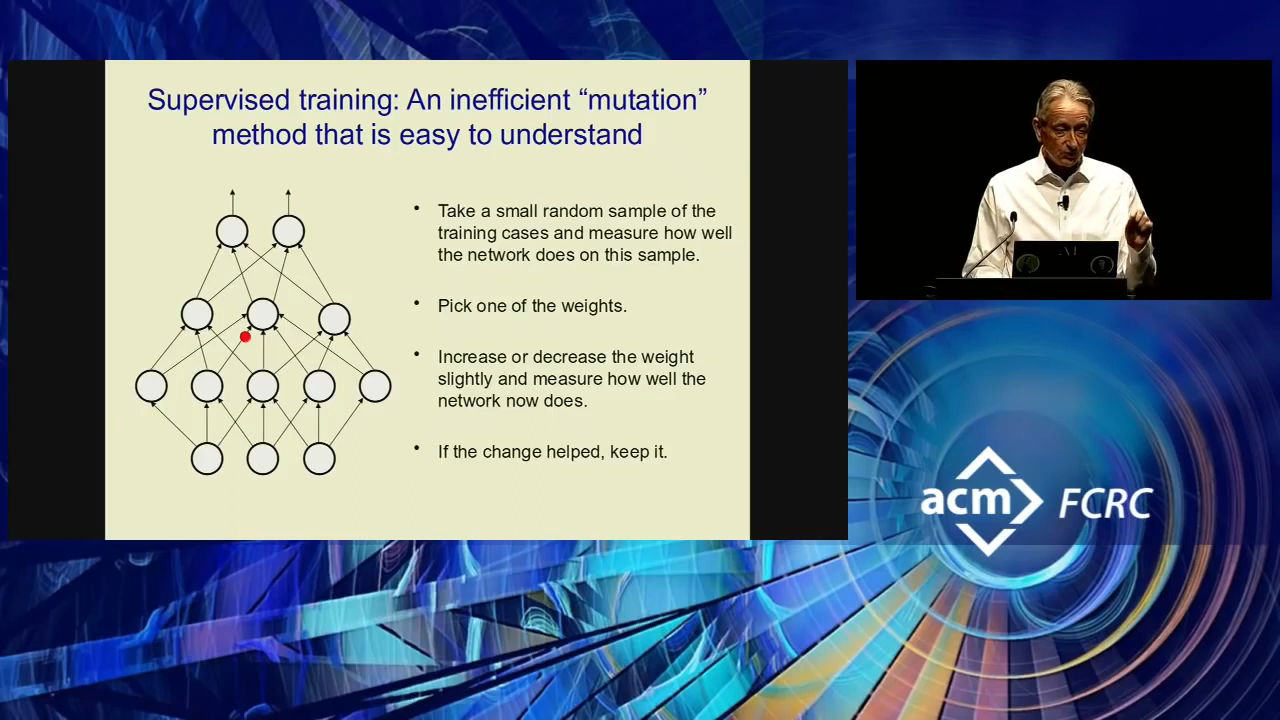 Supervised training: An inefficient “mutation”
method that is easy to understand
• Take a small random sample of the
training cases and measure how well
the network does on this sample.
• Pick one of the weights.
• Increase or decrease the weight
slightly and measure how well the
network now does.
• If the change helped, keep it.
acm FCRC